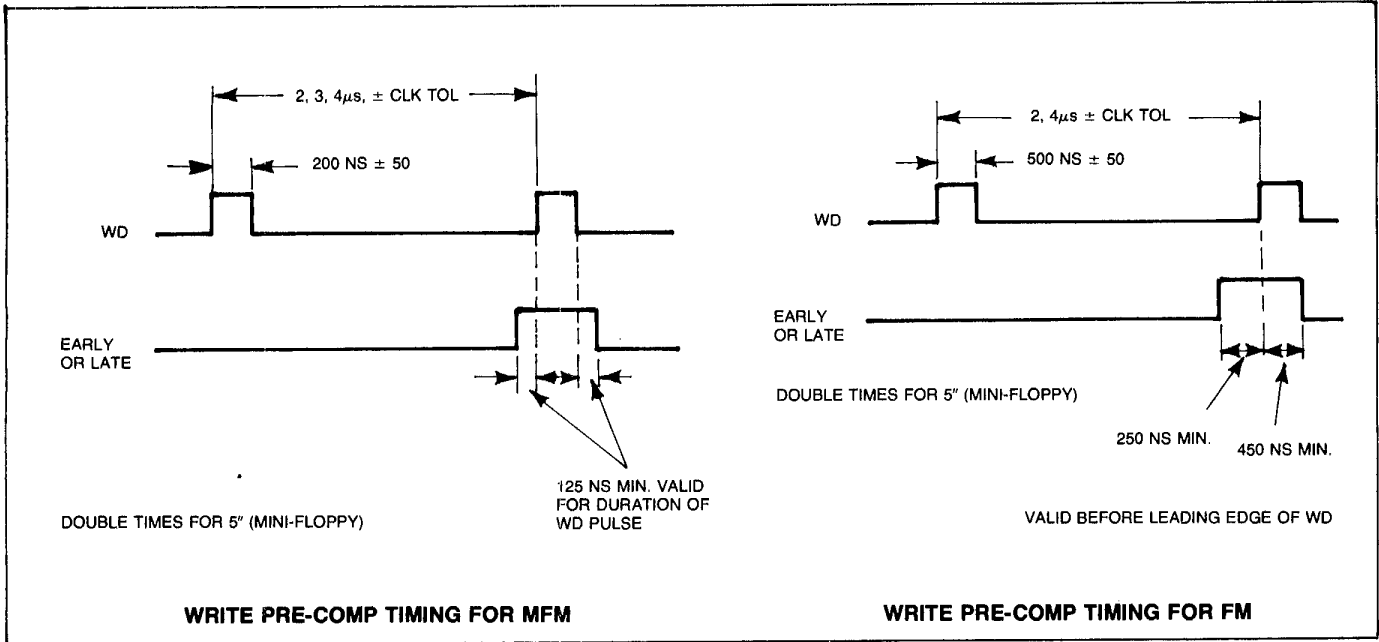 2, 3, 4μs, ± CLK TOL
200 NS ± 50
WD
EARLY
OR LATE
125 NS MIN. VALID
FOR DURATION OF
WD PULSE
DOUBLE TIMES FOR 5" (MINI-FLOPPY)
WRITE PRE-COMP TIMING FOR MFM
2, 4μs ± CLK TOL
500 NS ± 50
WD
EARLY
OR LATE
DOUBLE TIMES FOR 5" (MINI-FLOPPY)
250 NS MIN.
450 NS MIN.
VALID BEFORE LEADING EDGE OF WD
WRITE PRE-COMP TIMING FOR FM